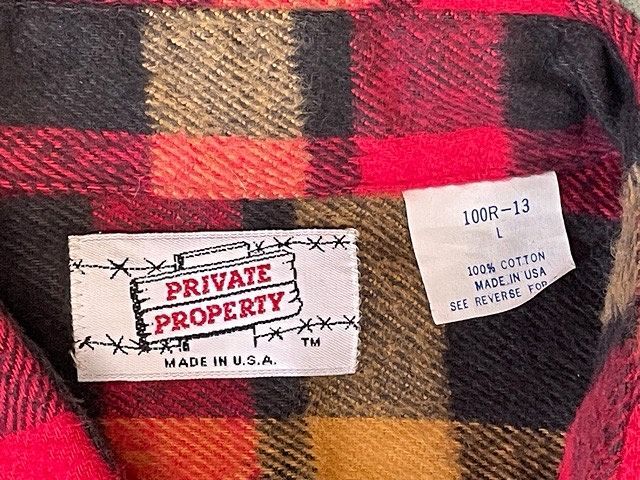 PRIVATE
PROPERTY
TM
MADE IN U.S.A.
100R-13
L
100% COTTON
MADE IN USA
SEE REVERSE FOR